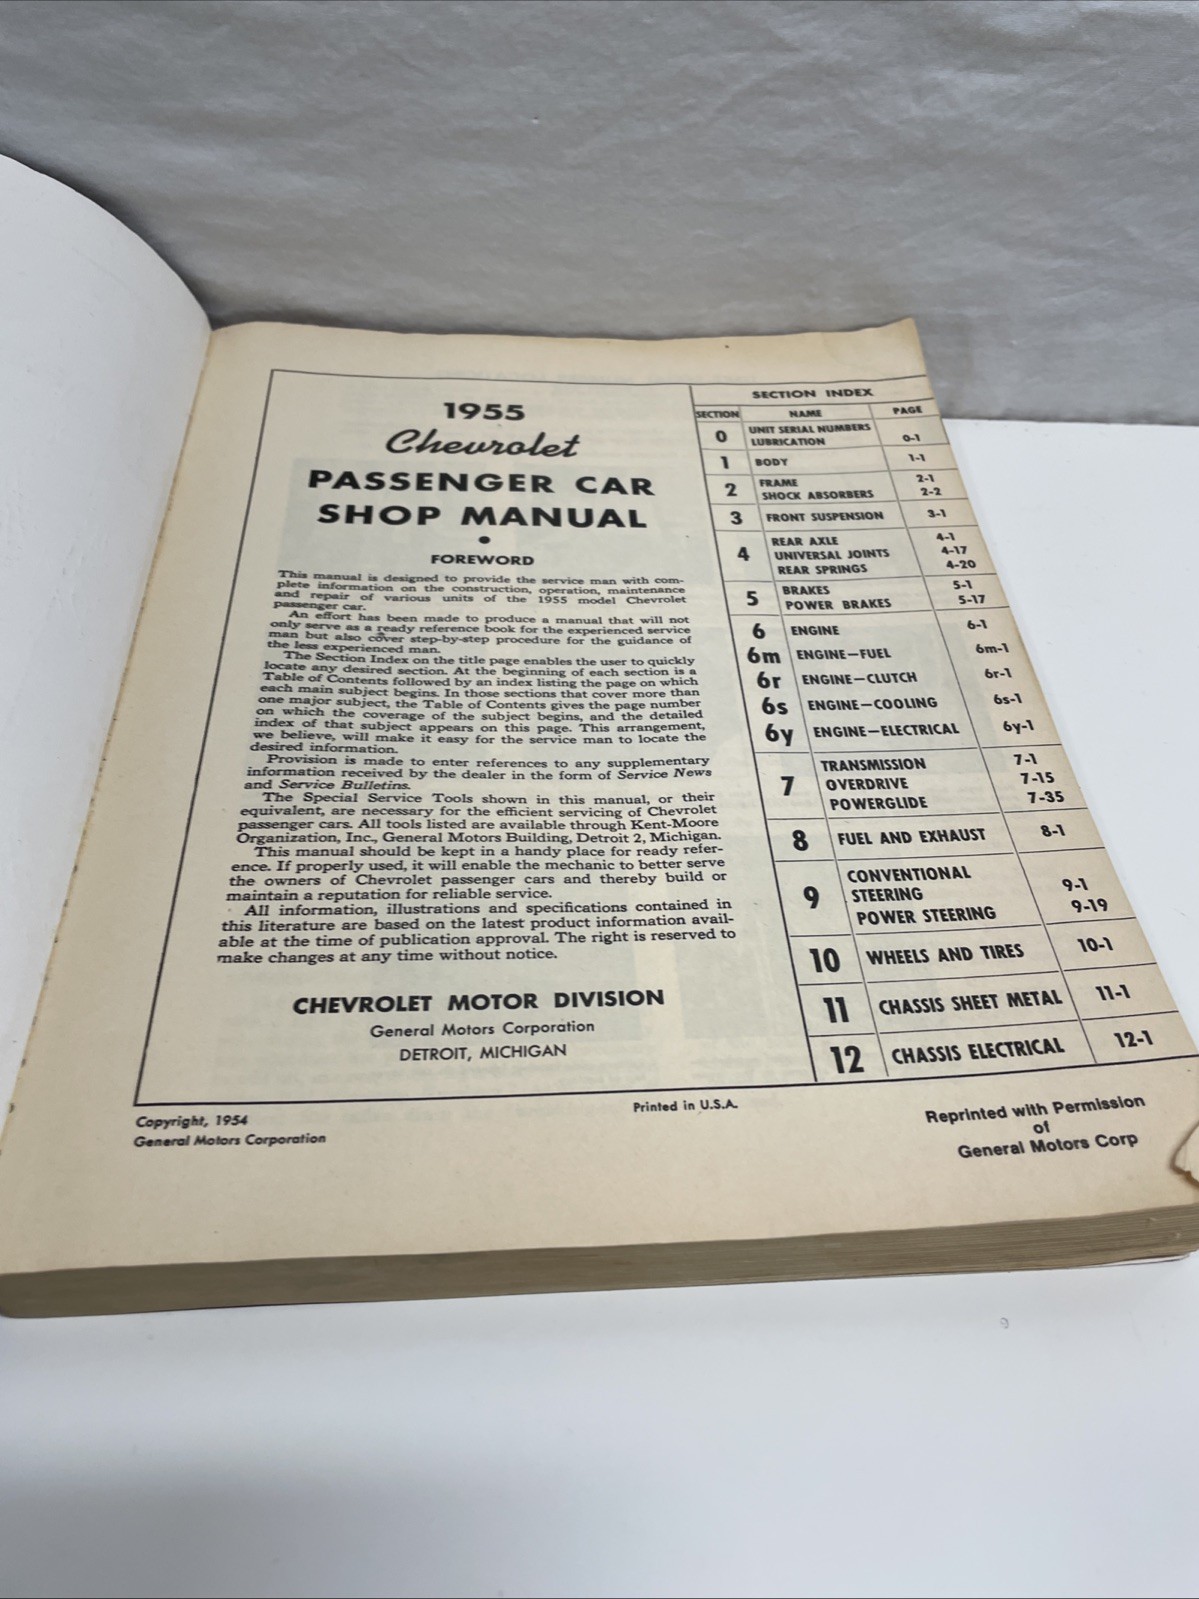 1955
Chevrolet
PASSENGER CAR
SHOP MANUAL
•
FOREWORD
This manual is designed to provide the service man with com-
plete information on the construction, operation, maintenance
and repair of various units of the 1955 model Chevrolet
passenger car.
An effort has been made to produce a manual that will not
only serve as a ready reference book for the experienced service
man but also cover step-by-step procedure for the guidance of
the less experienced man.
The Section Index on the title page enables the user to quickly
locate any desired section. At the beginning of each section is a
Table of Contents followed by an index listing the page on which
each main subject begins. In those sections that cover more than
one major subject, the Table of Contents gives the page number
on which the coverage of the subject begins, and the detailed
index of that subject appears on this page. This arrangement,
we believe, will make it easy for the service man to locate the
desired information.
Provision is made to enter references to any supplementary
information received by the dealer in the form of Service News
and Service Bulletins.
The Special Service Tools shown in this manual, or their
equivalent, are necessary for the efficient servicing of Chevrolet
passenger cars. All tools listed are available through Kent-Moore
Organization, Inc., General Motors Building, Detroit 2, Michigan.
This manual should be kept in a handy place for ready refer-
ence. If properly used, it will enable the mechanic to better serve
the owners of Chevrolet passenger cars and thereby build or
maintain a reputation for reliable service.
All information, illustrations and specifications contained in
this literature are based on the latest product information avail-
able at the time of publication approval. The right is reserved to
make changes at any time without notice.
CHEVROLET MOTOR DIVISION
General Motors Corporation
DETROIT, MICHIGAN
SECTION INDEX
SECTION NAME PAGE
0 UNIT SERIAL NUMBERS
LUBRICATION 0-1
1 BODY 1-1
2 FRAME 2-1
SHOCK ABSORBERS 2-2
3 FRONT SUSPENSION 3-1
4 REAR AXLE 4-1
UNIVERSAL JOINTS 4-17
REAR SPRINGS 4-20
5 BRAKES 5-1
POWER BRAKES 5-17
6 ENGINE 6-1
6m ENGINE—FUEL 6m-1
6r ENGINE—CLUTCH 6r-1
6s ENGINE—COOLING 6s-1
6y ENGINE—ELECTRICAL 6y-1
7 TRANSMISSION 7-1
OVERDRIVE 7-15
POWERGLIDE 7-35
8 FUEL AND EXHAUST 8-1
9 CONVENTIONAL
STEERING 9-1
POWER STEERING 9-19
10 WHEELS AND TIRES 10-1
11 CHASSIS SHEET METAL 11-1
12 CHASSIS ELECTRICAL 12-1
Copyright, 1954
General Motors Corporation
Printed in U.S.A.
Reprinted with Permission
of
General Motors Corp